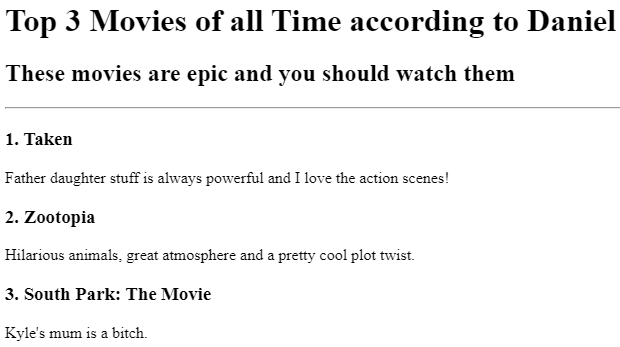 Top 3 Movies of all Time according to Daniel
These movies are epic and you should watch them
1. Taken
Father daughter stuff is always powerful and I love the action scenes!
2. Zootopia
Hilarious animals, great atmosphere and a pretty cool plot twist.
3. South Park: The Movie
Kyle's mum is a bitch.